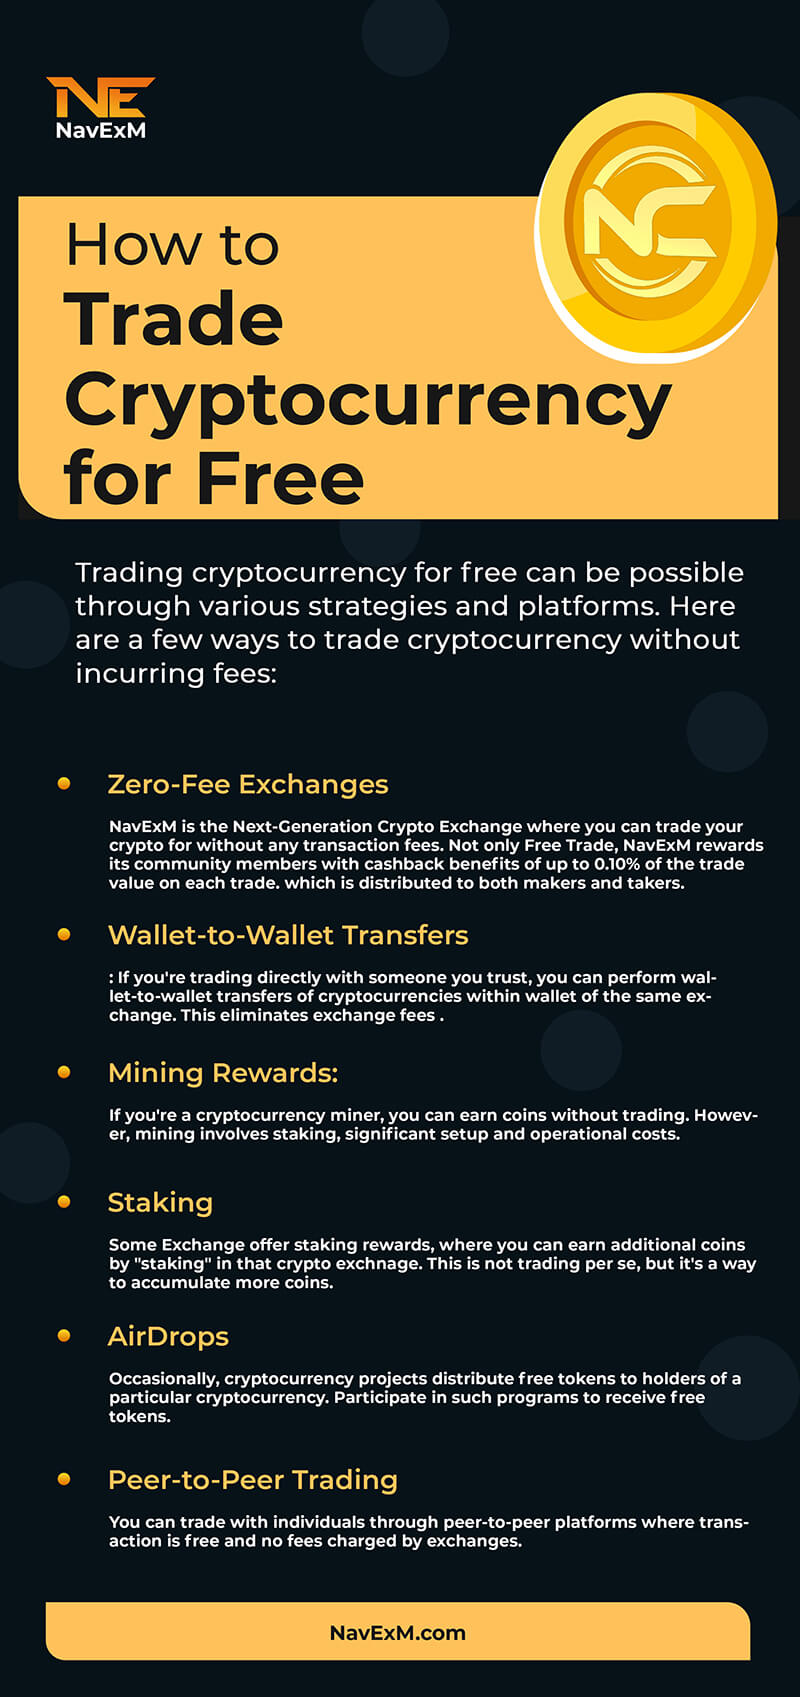 NE
NavExM
NC
How to
Trade
Cryptocurrency
for Free
Trading cryptocurrency for free can be possible
through various strategies and platforms. Here
are a few ways to trade cryptocurrency without
incurring fees:
Zero-Fee Exchanges
NavExM is the Next-Generation Crypto Exchange where you can trade your
crypto for without any transaction fees. Not only Free Trade, NavExM rewards
its community members with cashback benefits of up to 0.10% of the trade
value on each trade. which is distributed to both makers and takers.
Wallet-to-Wallet Transfers
: If you're trading directly with someone you trust, you can perform wal-
let-to-wallet transfers of cryptocurrencies within wallet of the same ex-
change. This eliminates exchange fees .
Mining Rewards:
If you're a cryptocurrency miner, you can earn coins without trading. Howev-
er, mining involves staking, significant setup and operational costs.
Staking
Some Exchange offer staking rewards, where you can earn additional coins
by "staking" in that crypto exchnage. This is not trading per se, but it's a way
to accumulate more coins.
AirDrops
Occasionally, cryptocurrency projects distribute free tokens to holders of a
particular cryptocurrency. Participate in such programs to receive free
tokens.
Peer-to-Peer Trading
You can trade with individuals through peer-to-peer platforms where trans-
action is free and no fees charged by exchanges.
NavExM.com